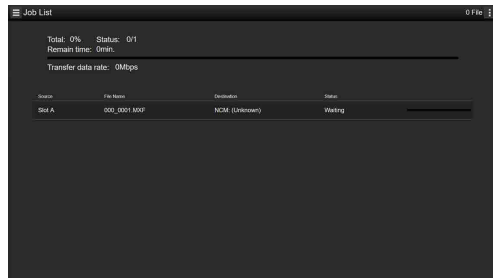 Job List
0 File
Total: 0% Status: 0/1
Remain time: 0min.
Transfer data rate: 0Mbps
Source File Name Destination Status
Slot A 000_0001.MXF NCM: (Unknown) Waiting